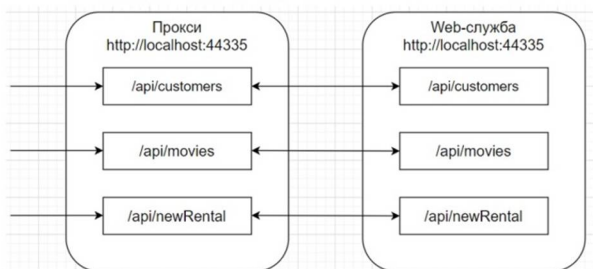 Прокси
http://localhost:44335
/api/customers
/api/movies
/api/newRental
Web-служба
http://localhost:44335
/api/customers
/api/movies
/api/newRental